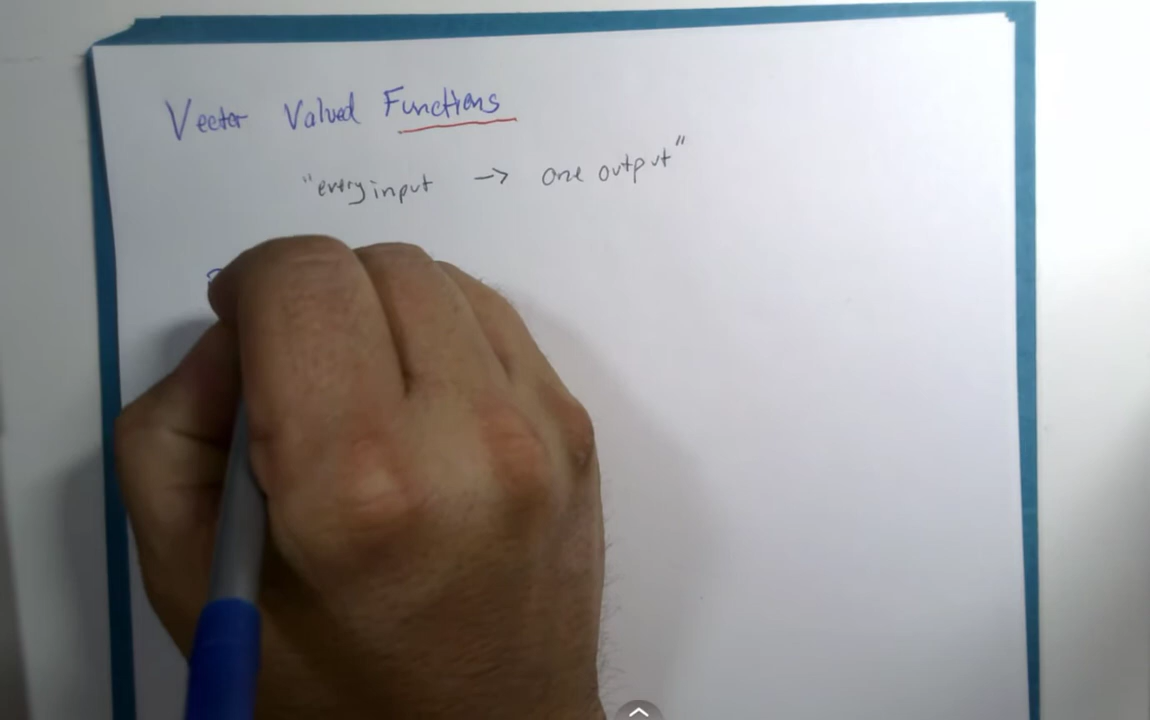 Vector Valued Functions
"every input -> one output"